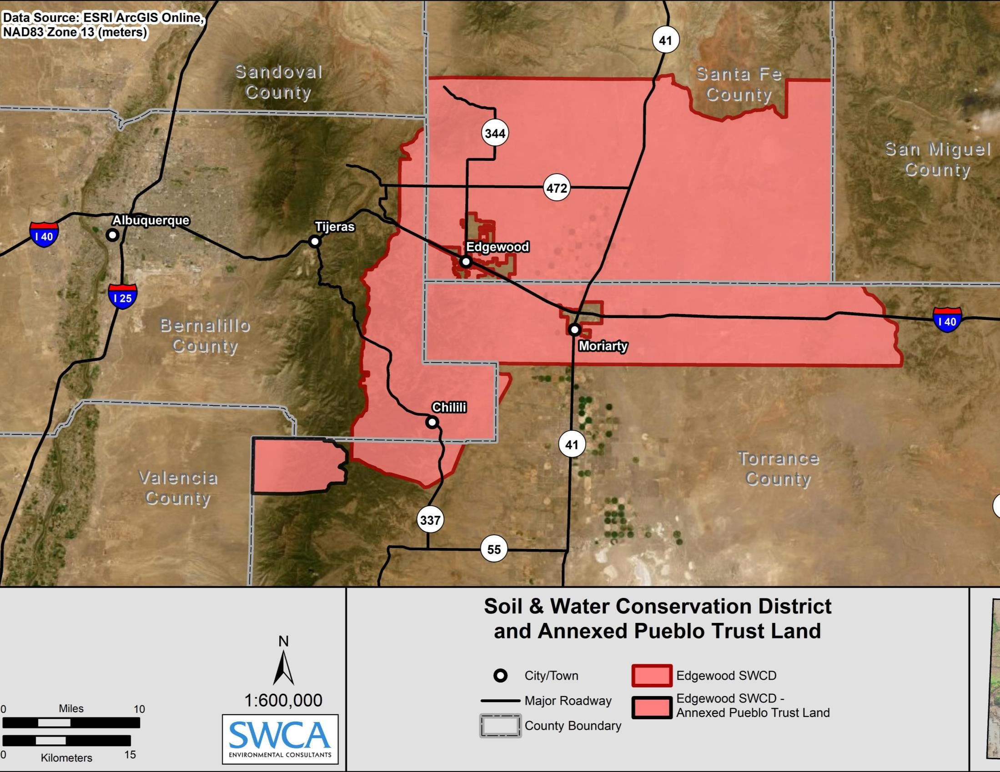 Data Source: ESRI ArcGIS Online,
NAD83 Zone 13 (meters)
41
Sandoval
County
Santa Fe
County
344
San Miguel
County
472
Albuquerque
Tijeras
I 40
Edgewood
I 25
I 40
Bernalillo
County
Moriarty
Chilili
41
Torrance
County
Valencia
County
337
55
Soil & Water Conservation District
and Annexed Pueblo Trust Land
N
1:600,000
City/Town
Major Roadway
County Boundary
Edgewood SWCD
Edgewood SWCD -
Annexed Pueblo Trust Land
0 Miles 10
0 Kilometers 15
SWCA
ENVIRONMENTAL CONSULTANTS